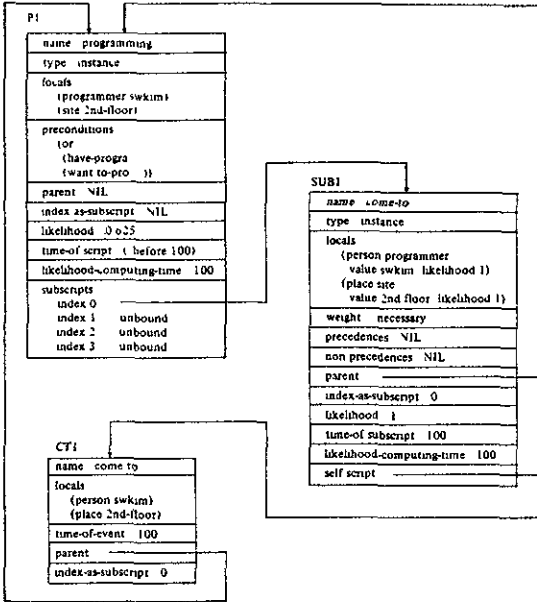 P1
name programming
type instance
locals
(programmer swkim)
(site 2nd-floor)
preconditions
(or
(have-progra
(want to-pro ))
parent NIL
index as-subscript NIL
likelihood 0.625
time-of script ( before 100)
likelihood-computing-time 100
subscripts
index 0
index 1 unbound
index 2 unbound
index 3 unbound
SUB1
name come-to
type instance
locals
(person programmer
value swkim likelihood 1)
(place site
value 2nd floor likelihood 1)
weight necessary
precedences NIL
non precedences NIL
parent
index-as-subscript 0
likelihood 1
time-of subscript 100
likelihood-computing-time 100
self script
CT1
name come to
locals
(person swkim)
(place 2nd-floor)
time-of-event 100
parent
index-as-subscript 0